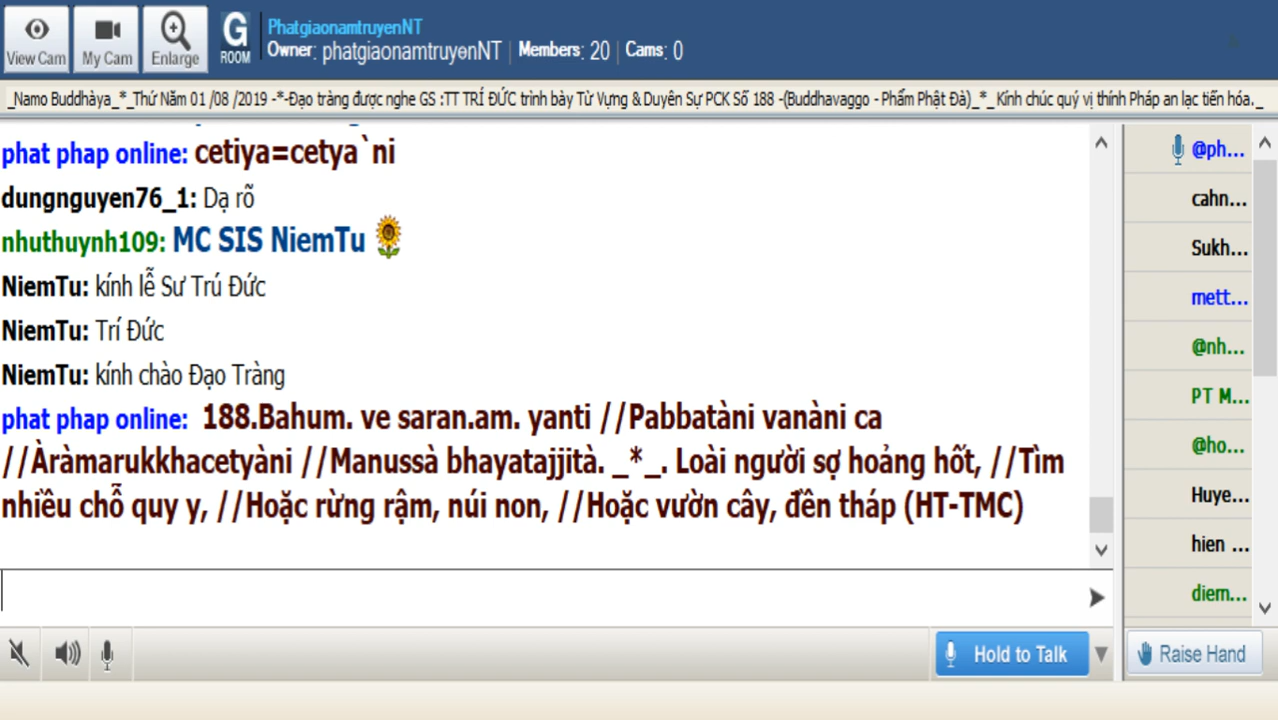 View Cam
My Cam
Enlarge
G
ROOM
PhatgiaonamtruyenNT
Owner: phatgiaonamtruyenNT | Members: 20 | Cams: 0
_Namo Buddhàya_*_Thứ Năm 01 /08 /2019 -*-Đạo tràng được nghe GS :TT TRÍ ĐỨC trình bày Từ Vựng & Duyên Sự PCK Số 188 -(Buddhavaggo - Phẩm Phật Đà)_*_ Kính chúc quý vị thính Pháp an lạc tiến hóa._
phat phap online: cetiya=cetya`ni
dungnguyen76_1: Dạ rõ
nhuthuynh109: MC SIS NiemTu 🌻
NiemTu: kính lễ Sư Trú Đức
NiemTu: Trí Đức
NiemTu: kính chào Đạo Tràng
phat phap online: 188.Bahum. ve saran.am. yanti //Pabbatàni vanàni ca
//Àràmarukkhacetyàni //Manussà bhayatajjità. _*_. Loài người sợ hoảng hốt, //Tìm
nhiều chỗ quy y, //Hoặc rừng rậm, núi non, //Hoặc vườn cây, đền tháp (HT-TMC)
@ph...
cahn...
Sukh...
mett...
@nh...
PT M...
@ho...
Huye...
hien ...
diem...
Hold to Talk
Raise Hand